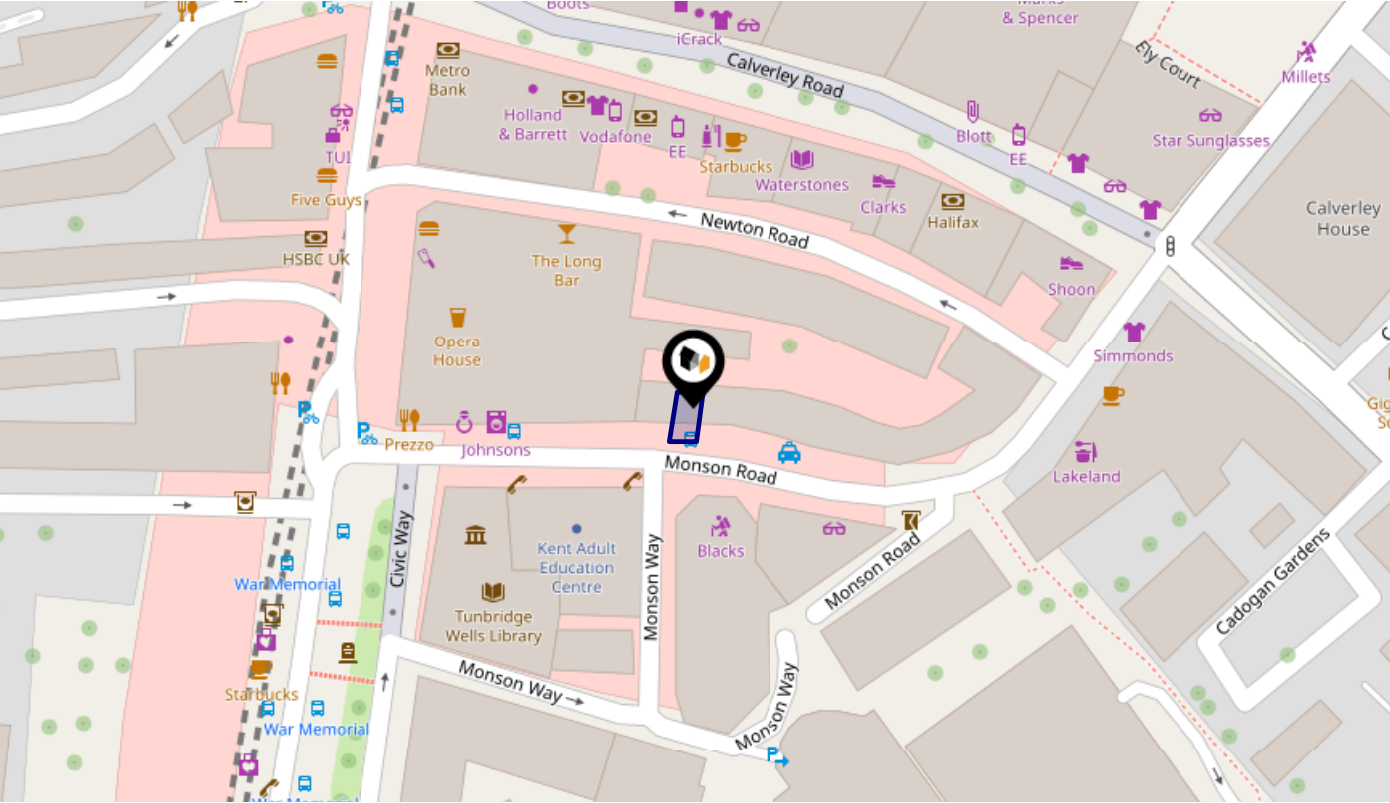 Boots
Marks
& Spencer
iCrack
Ely Court
Millets
Metro
Bank
Calverley Road
Holland
& Barrett
Vodafone
EE
Blott
EE
Star Sunglasses
TUI
Starbucks
Waterstones
Five Guys
Clarks
Halifax
Calverley
House
Newton Road
HSBC UK
The Long
Bar
Shoon
Opera
House
Simmonds
Prezzo
Johnsons
Monson Road
Lakeland
Civic Way
Kent Adult
Education
Centre
Blacks
Monson Way
Monson Road
Cadogan Gardens
War Memorial
Tunbridge
Wells Library
Starbucks
Monson Way
Monson Way
War Memorial
War Memorial